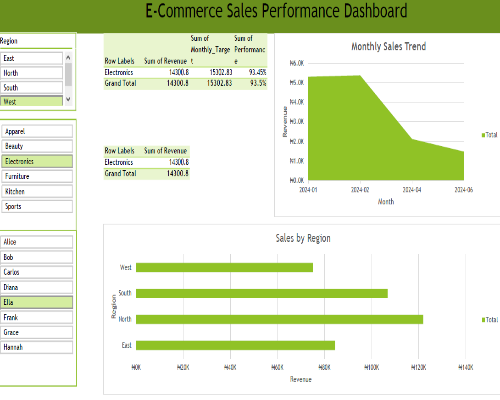 E-Commerce Sales Performance Dashboard
Region
East
North
South
West
Apparel
Beauty
Electronics
Furniture
Kitchen
Sports
Alice
Bob
Carlos
Diana
Ella
Frank
Grace
Hannah
Sum of Sum of
Monthly_Targe Performanc
Row Labels Sum of Revenue t e
Electronics 14300.8 15302.83 93.45%
Grand Total 14300.8 15302.83 93.5%
Row Labels Sum of Revenue
Electronics 14300.8
Grand Total 14300.8
Monthly Sales Trend
₦6.0K
₦5.0K
₦4.0K
₦3.0K
₦2.0K
₦1.0K
₦0.0K
Revenue
2024-01 2024-02 2024-04 2024-06
Month
Total
Sales by Region
West
South
North
East
Region
₦0K ₦20K ₦40K ₦60K ₦80K ₦100K ₦120K ₦140K
Revenue
Total